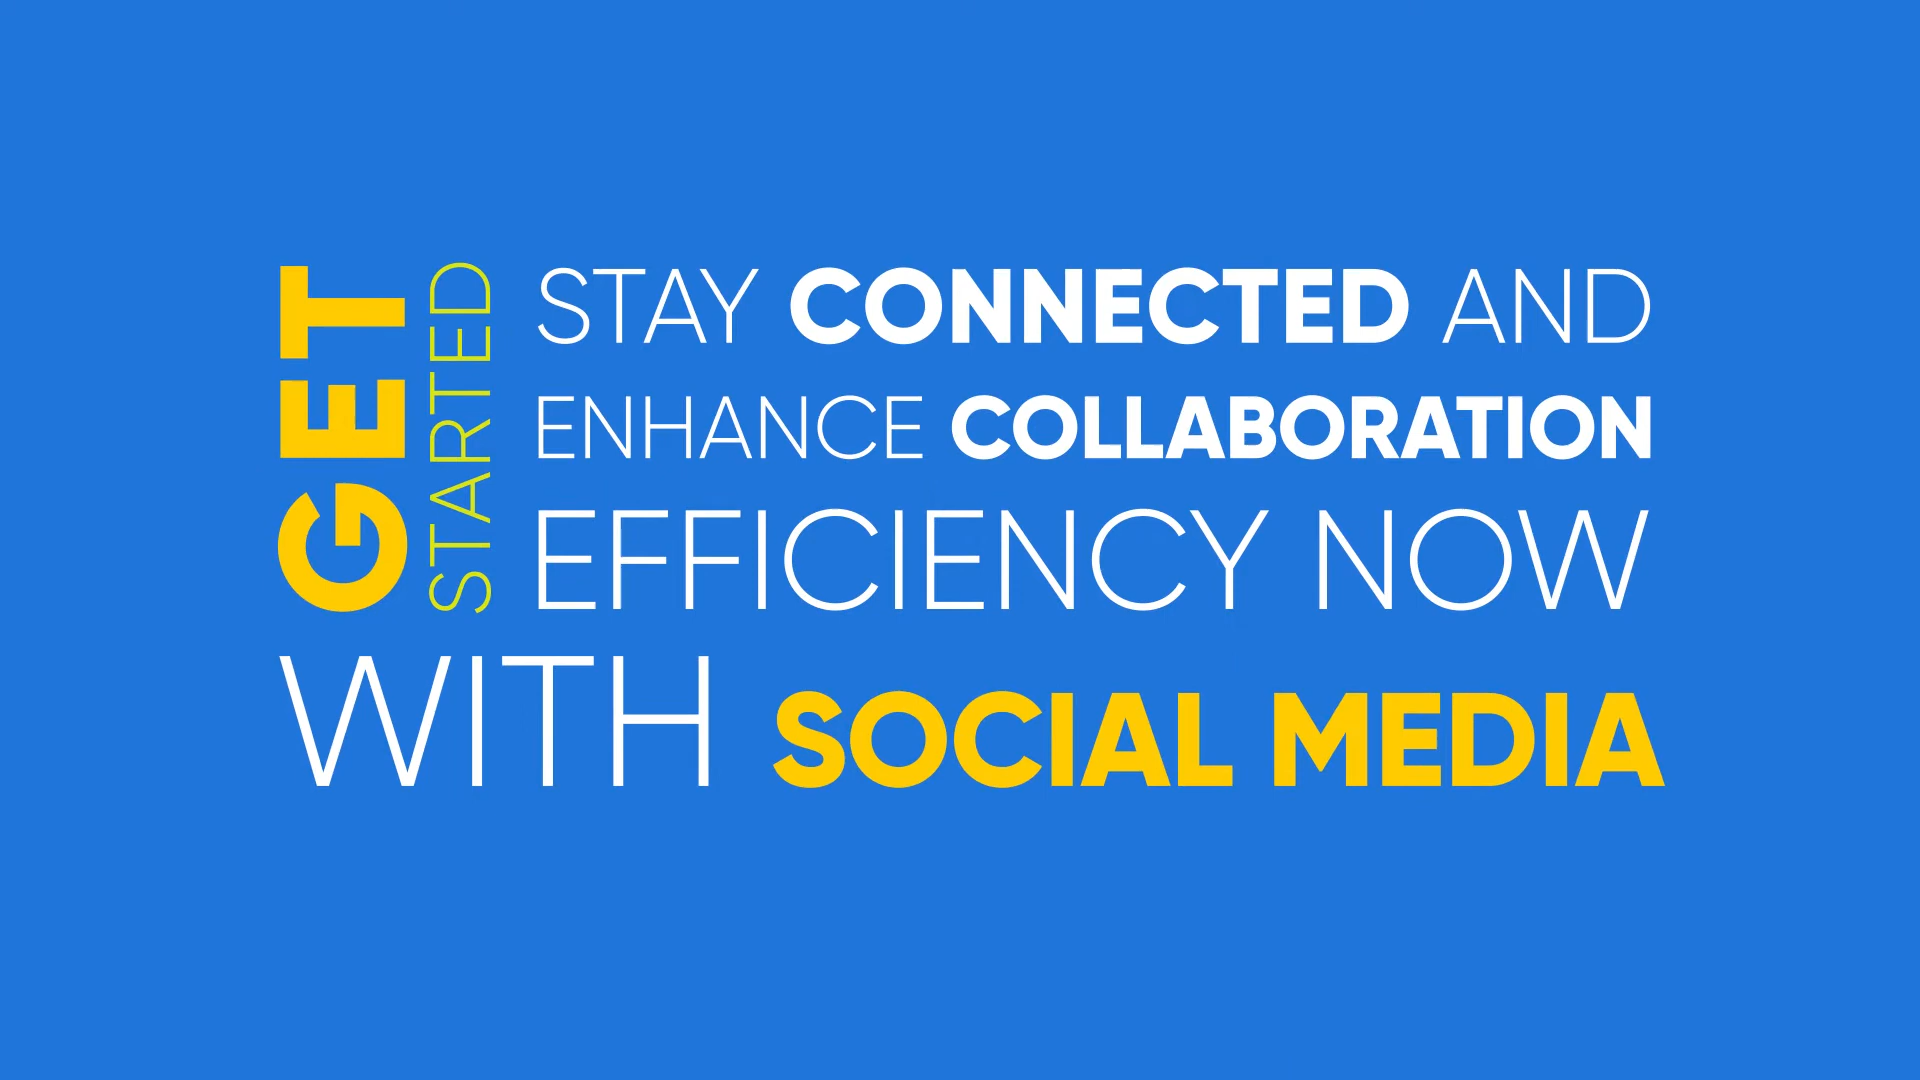 GET
STARTED
STAY CONNECTED AND
ENHANCE COLLABORATION
EFFICIENCY NOW
WITH SOCIAL MEDIA